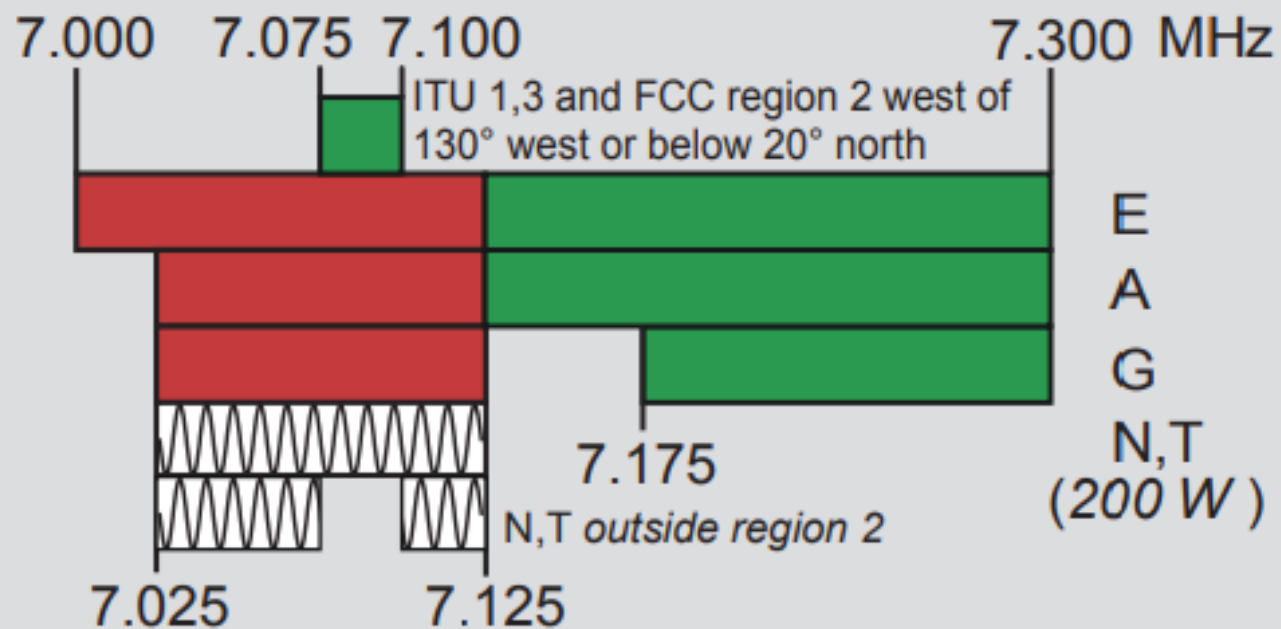 7.000 7.075 7.100 7.300 MHz
ITU 1,3 and FCC region 2 west of
130° west or below 20° north
E
A
G
N,T
7.175
(200 W )
N,T outside region 2
7.025 7.125